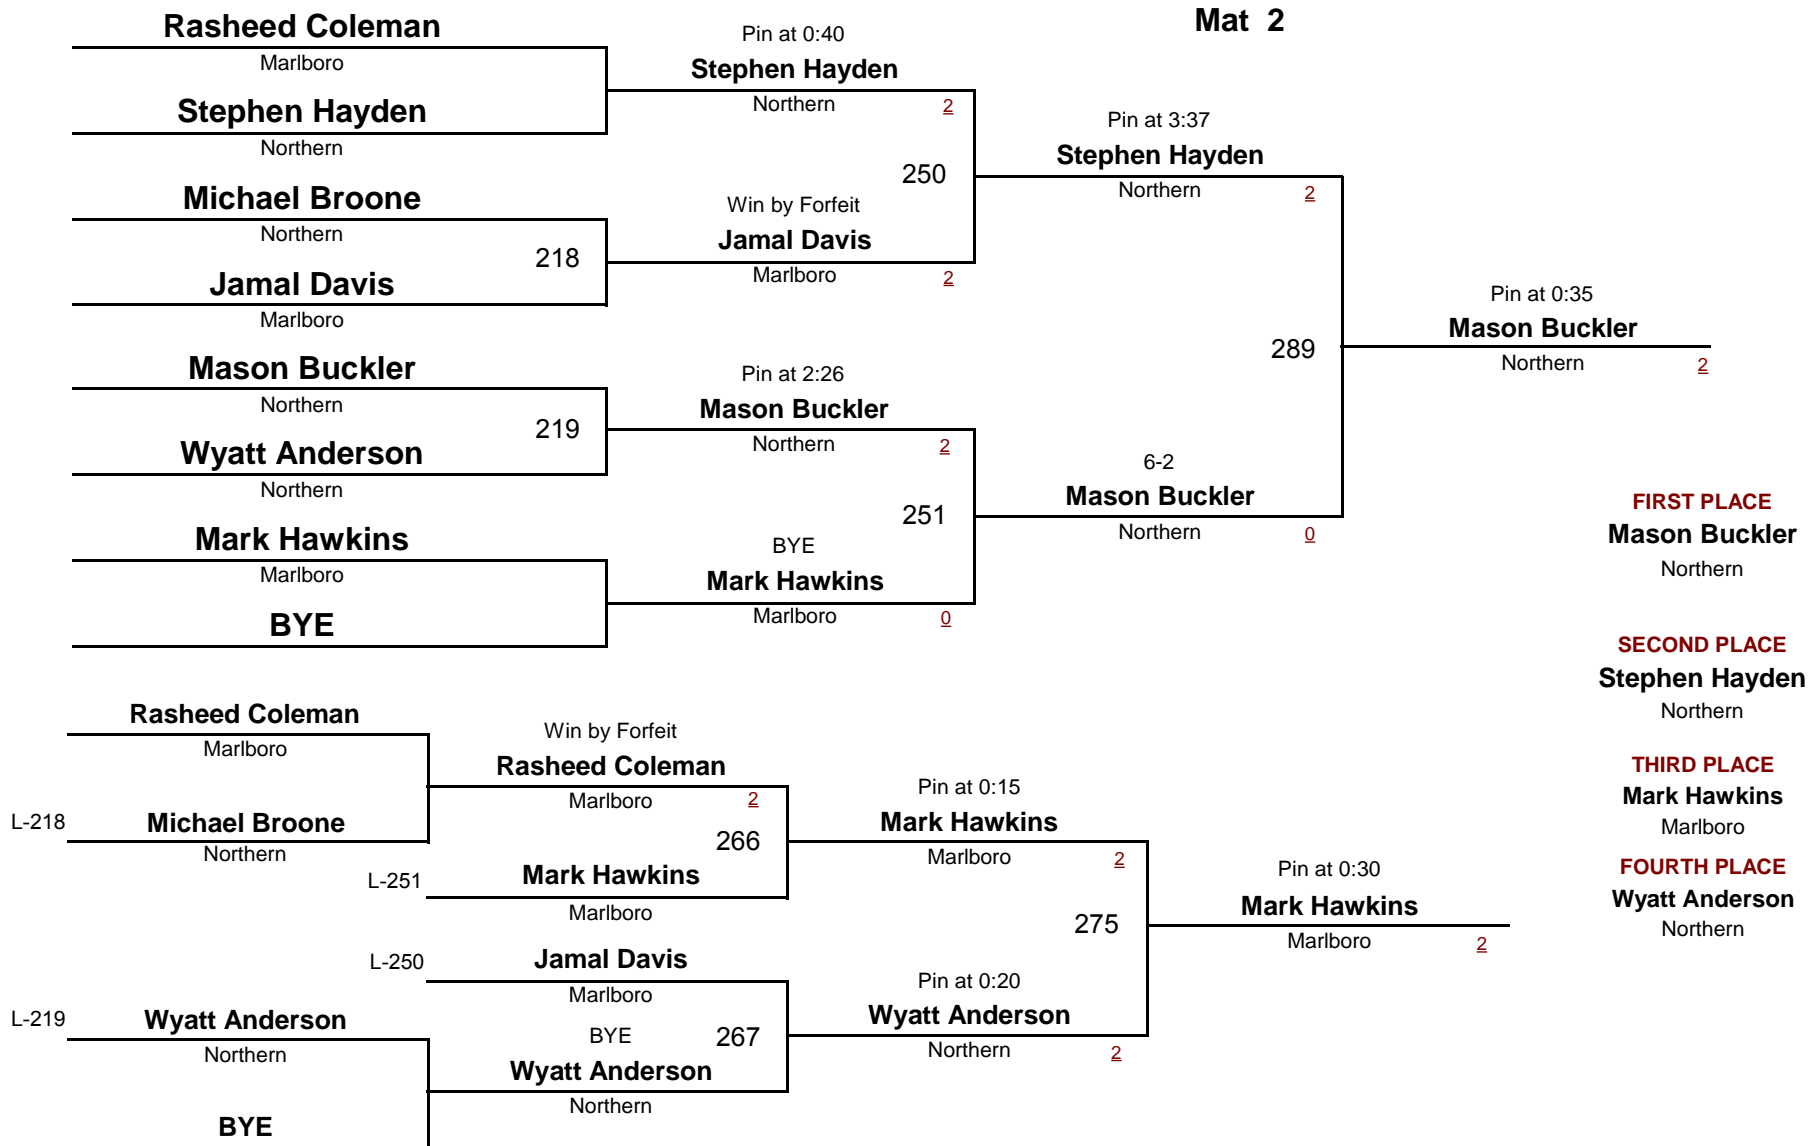 Mat 2
Rasheed Coleman
Marlboro
Stephen Hayden
Northern
Michael Broone
Northern
218
Jamal Davis
Marlboro
Mason Buckler
Northern
219
Wyatt Anderson
Northern
Mark Hawkins
Marlboro
BYE
Pin at 0:40
Stephen Hayden
Northern 2
250
Win by Forfeit
Jamal Davis
Marlboro 2
Pin at 2:26
Mason Buckler
Northern 2
251
BYE
Mark Hawkins
Marlboro 0
Pin at 3:37
Stephen Hayden
Northern 2
289
6-2
Mason Buckler
Northern 0
Pin at 0:35
Mason Buckler
Northern 2
FIRST PLACE
Mason Buckler
Northern
SECOND PLACE
Stephen Hayden
Northern
THIRD PLACE
Mark Hawkins
Marlboro
FOURTH PLACE
Wyatt Anderson
Northern
Rasheed Coleman
Marlboro
L-218 Michael Broone
Northern
Win by Forfeit
Rasheed Coleman
Marlboro 2
266
L-251 Mark Hawkins
Marlboro
L-250 Jamal Davis
Marlboro
L-219 Wyatt Anderson
Northern
BYE
BYE 267
Wyatt Anderson
Northern
Pin at 0:15
Mark Hawkins
Marlboro 2
275
Pin at 0:20
Wyatt Anderson
Northern 2
Pin at 0:30
Mark Hawkins
Marlboro 2